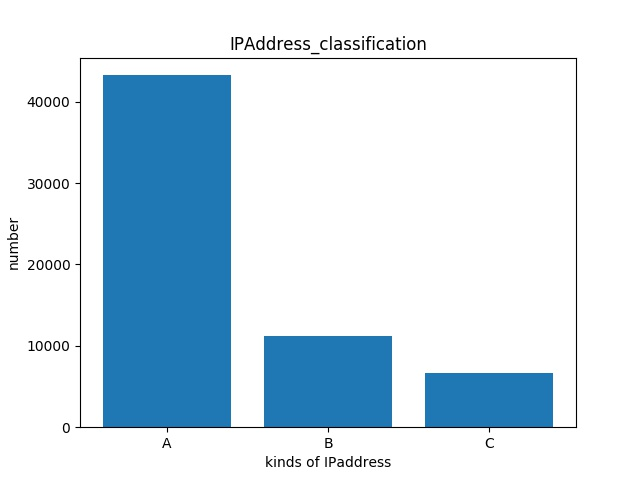 IPAddress_classification
number
40000
30000
20000
10000
0
A B C
kinds of IPaddress